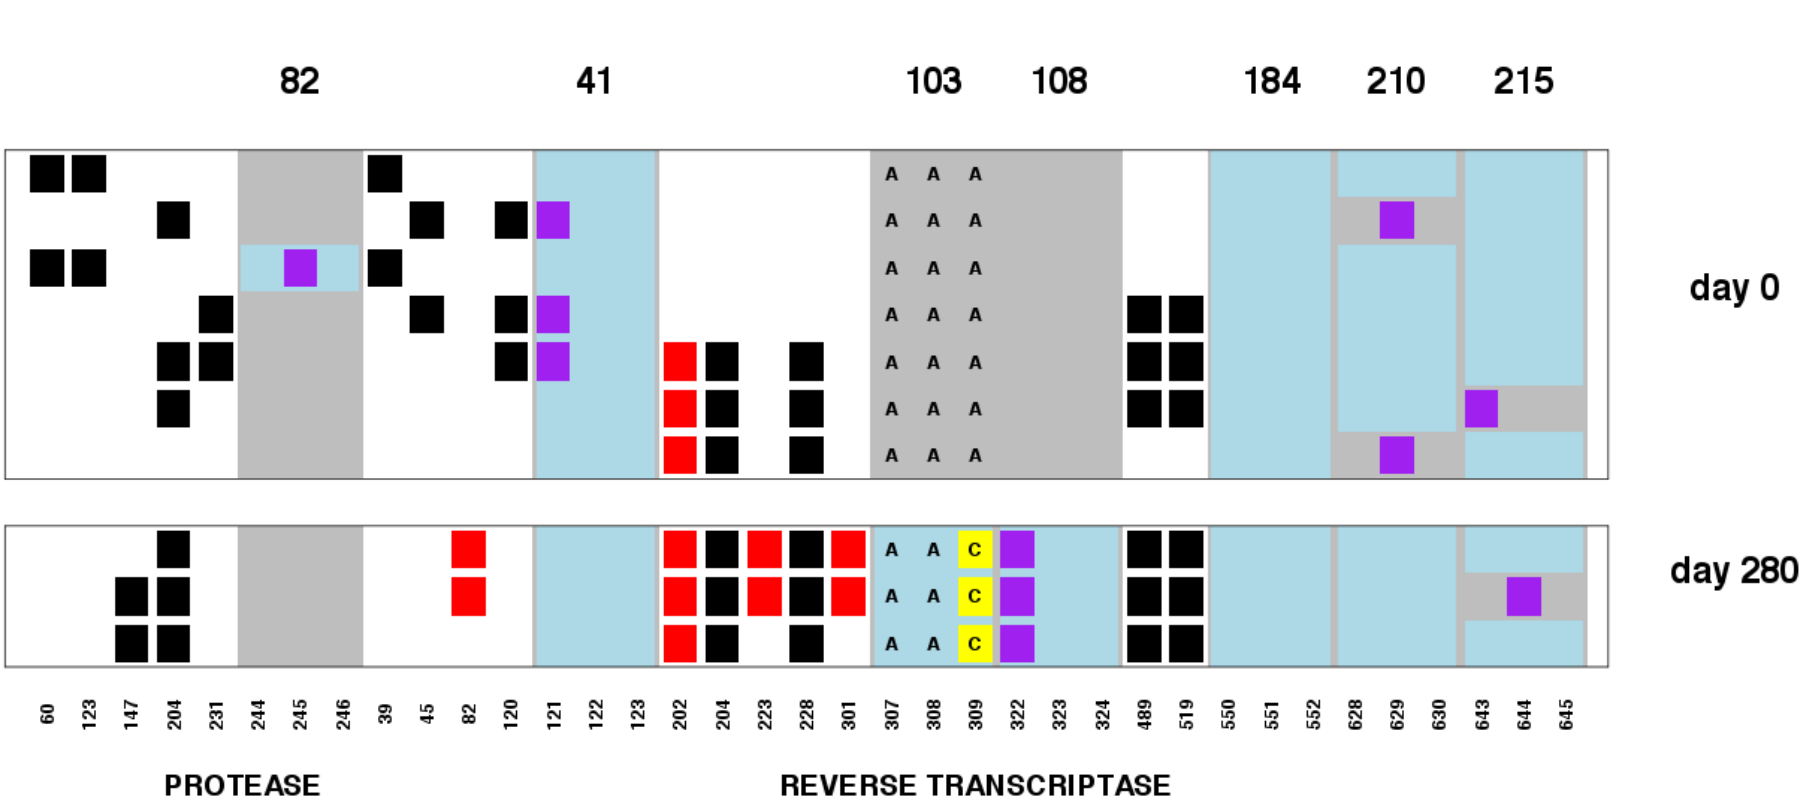 82 41 103 108 184 210 215
A A A
A A A
A A A
A A A
A A A
A A A
A A A
day 0
A A C
A A C
A A C
day 280
60 123 147 204 231 244 245 246 39 45 82 120 121 122 123 202 204 223 228 301 307 308 309 322 323 324 489 519 550 551 552 628 629 630 643 644 645
PROTEASE REVERSE TRANSCRIPTASE